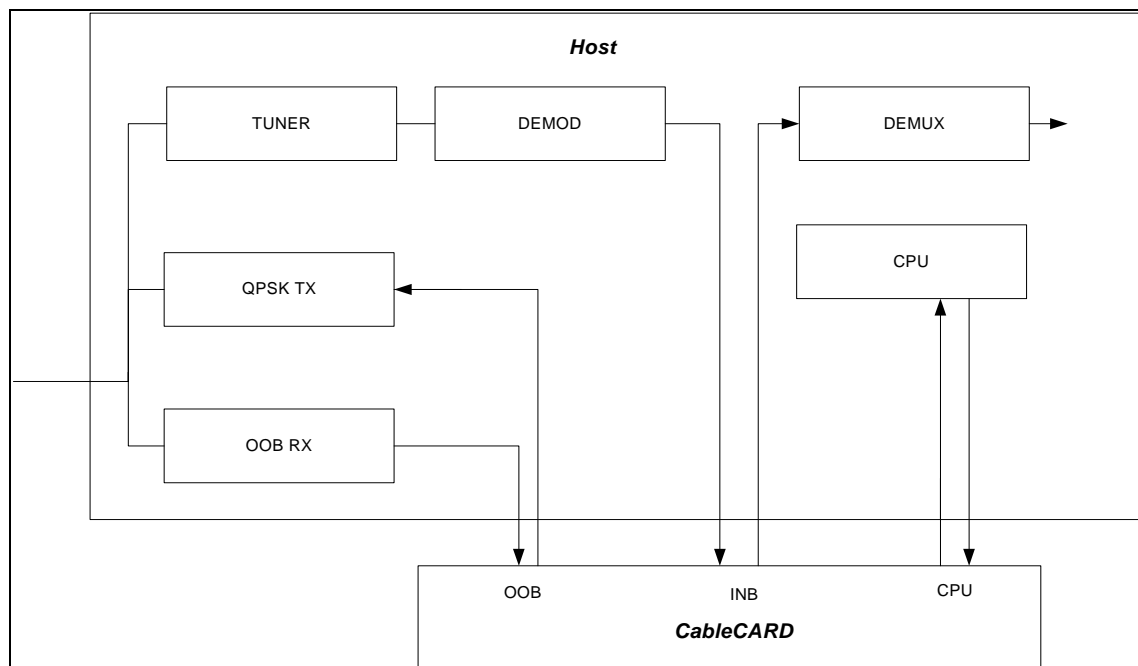 Host
TUNER
DEMOD
DEMUX
CPU
QPSK TX
OOB RX
OOB
INB
CPU
CableCARD